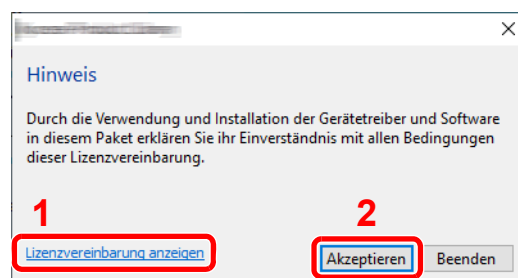 Hinweis
Durch die Verwendung und Installation der Gerätetreiber und Software
in diesem Paket erklären Sie ihr Einverständnis mit allen Bedingungen
dieser Lizenzvereinbarung.
1
2
Lizenzvereinbarung anzeigen
Akzeptieren
Beenden